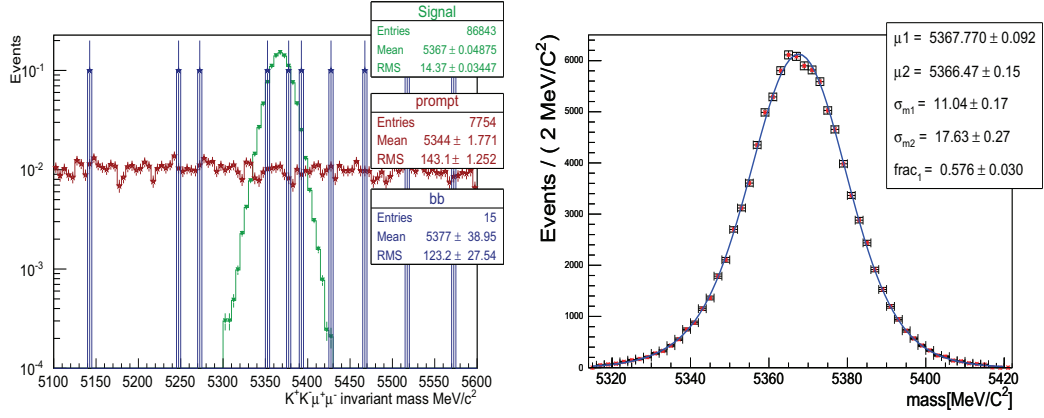 Signal
Entries 86843
Mean 5367 ± 0.04875
RMS 14.37 ± 0.03447
prompt
Entries 7754
Mean 5344 ± 1.771
RMS 143.1 ± 1.252
bb
Entries 15
Mean 5377 ± 38.95
RMS 123.2 ± 27.54
Events
10⁻¹
10⁻²
10⁻³
10⁻⁴
5100 5150 5200 5250 5300 5350 5400 5450 5500 5550 5600
K⁺K⁻μ⁺μ⁻ invariant mass MeV/c²
μ1 = 5367.770 ± 0.092
μ2 = 5366.47 ± 0.15
σm1 = 11.04 ± 0.17
σm2 = 17.63 ± 0.27
frac1 = 0.576 ± 0.030
Events / ( 2 MeV/C² )
6000
5000
4000
3000
2000
1000
0
5320 5340 5360 5380 5400 5420
mass[MeV/C²]